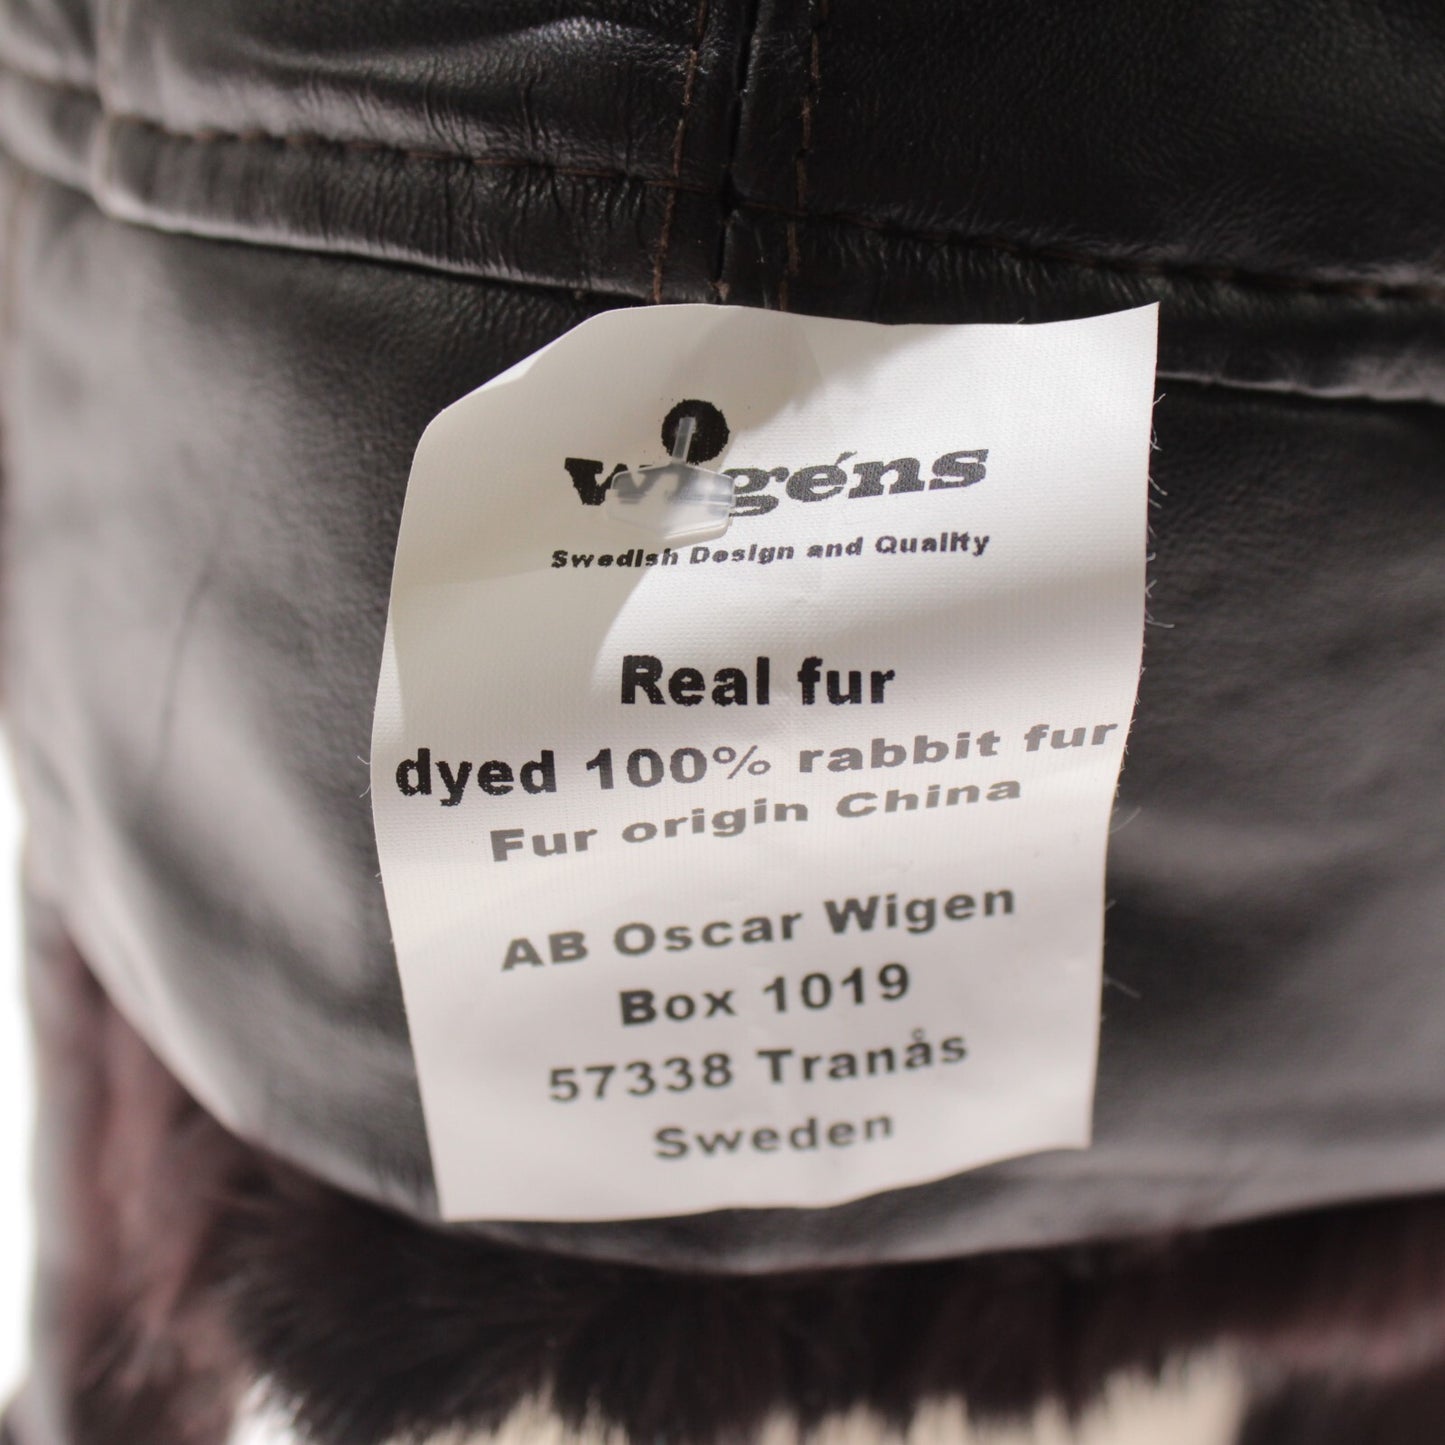 wigéns
Swedish Design and Quality
Real fur
dyed 100% rabbit fur
Fur origin China
AB Oscar Wigen
Box 1019
57338 Tranås
Sweden